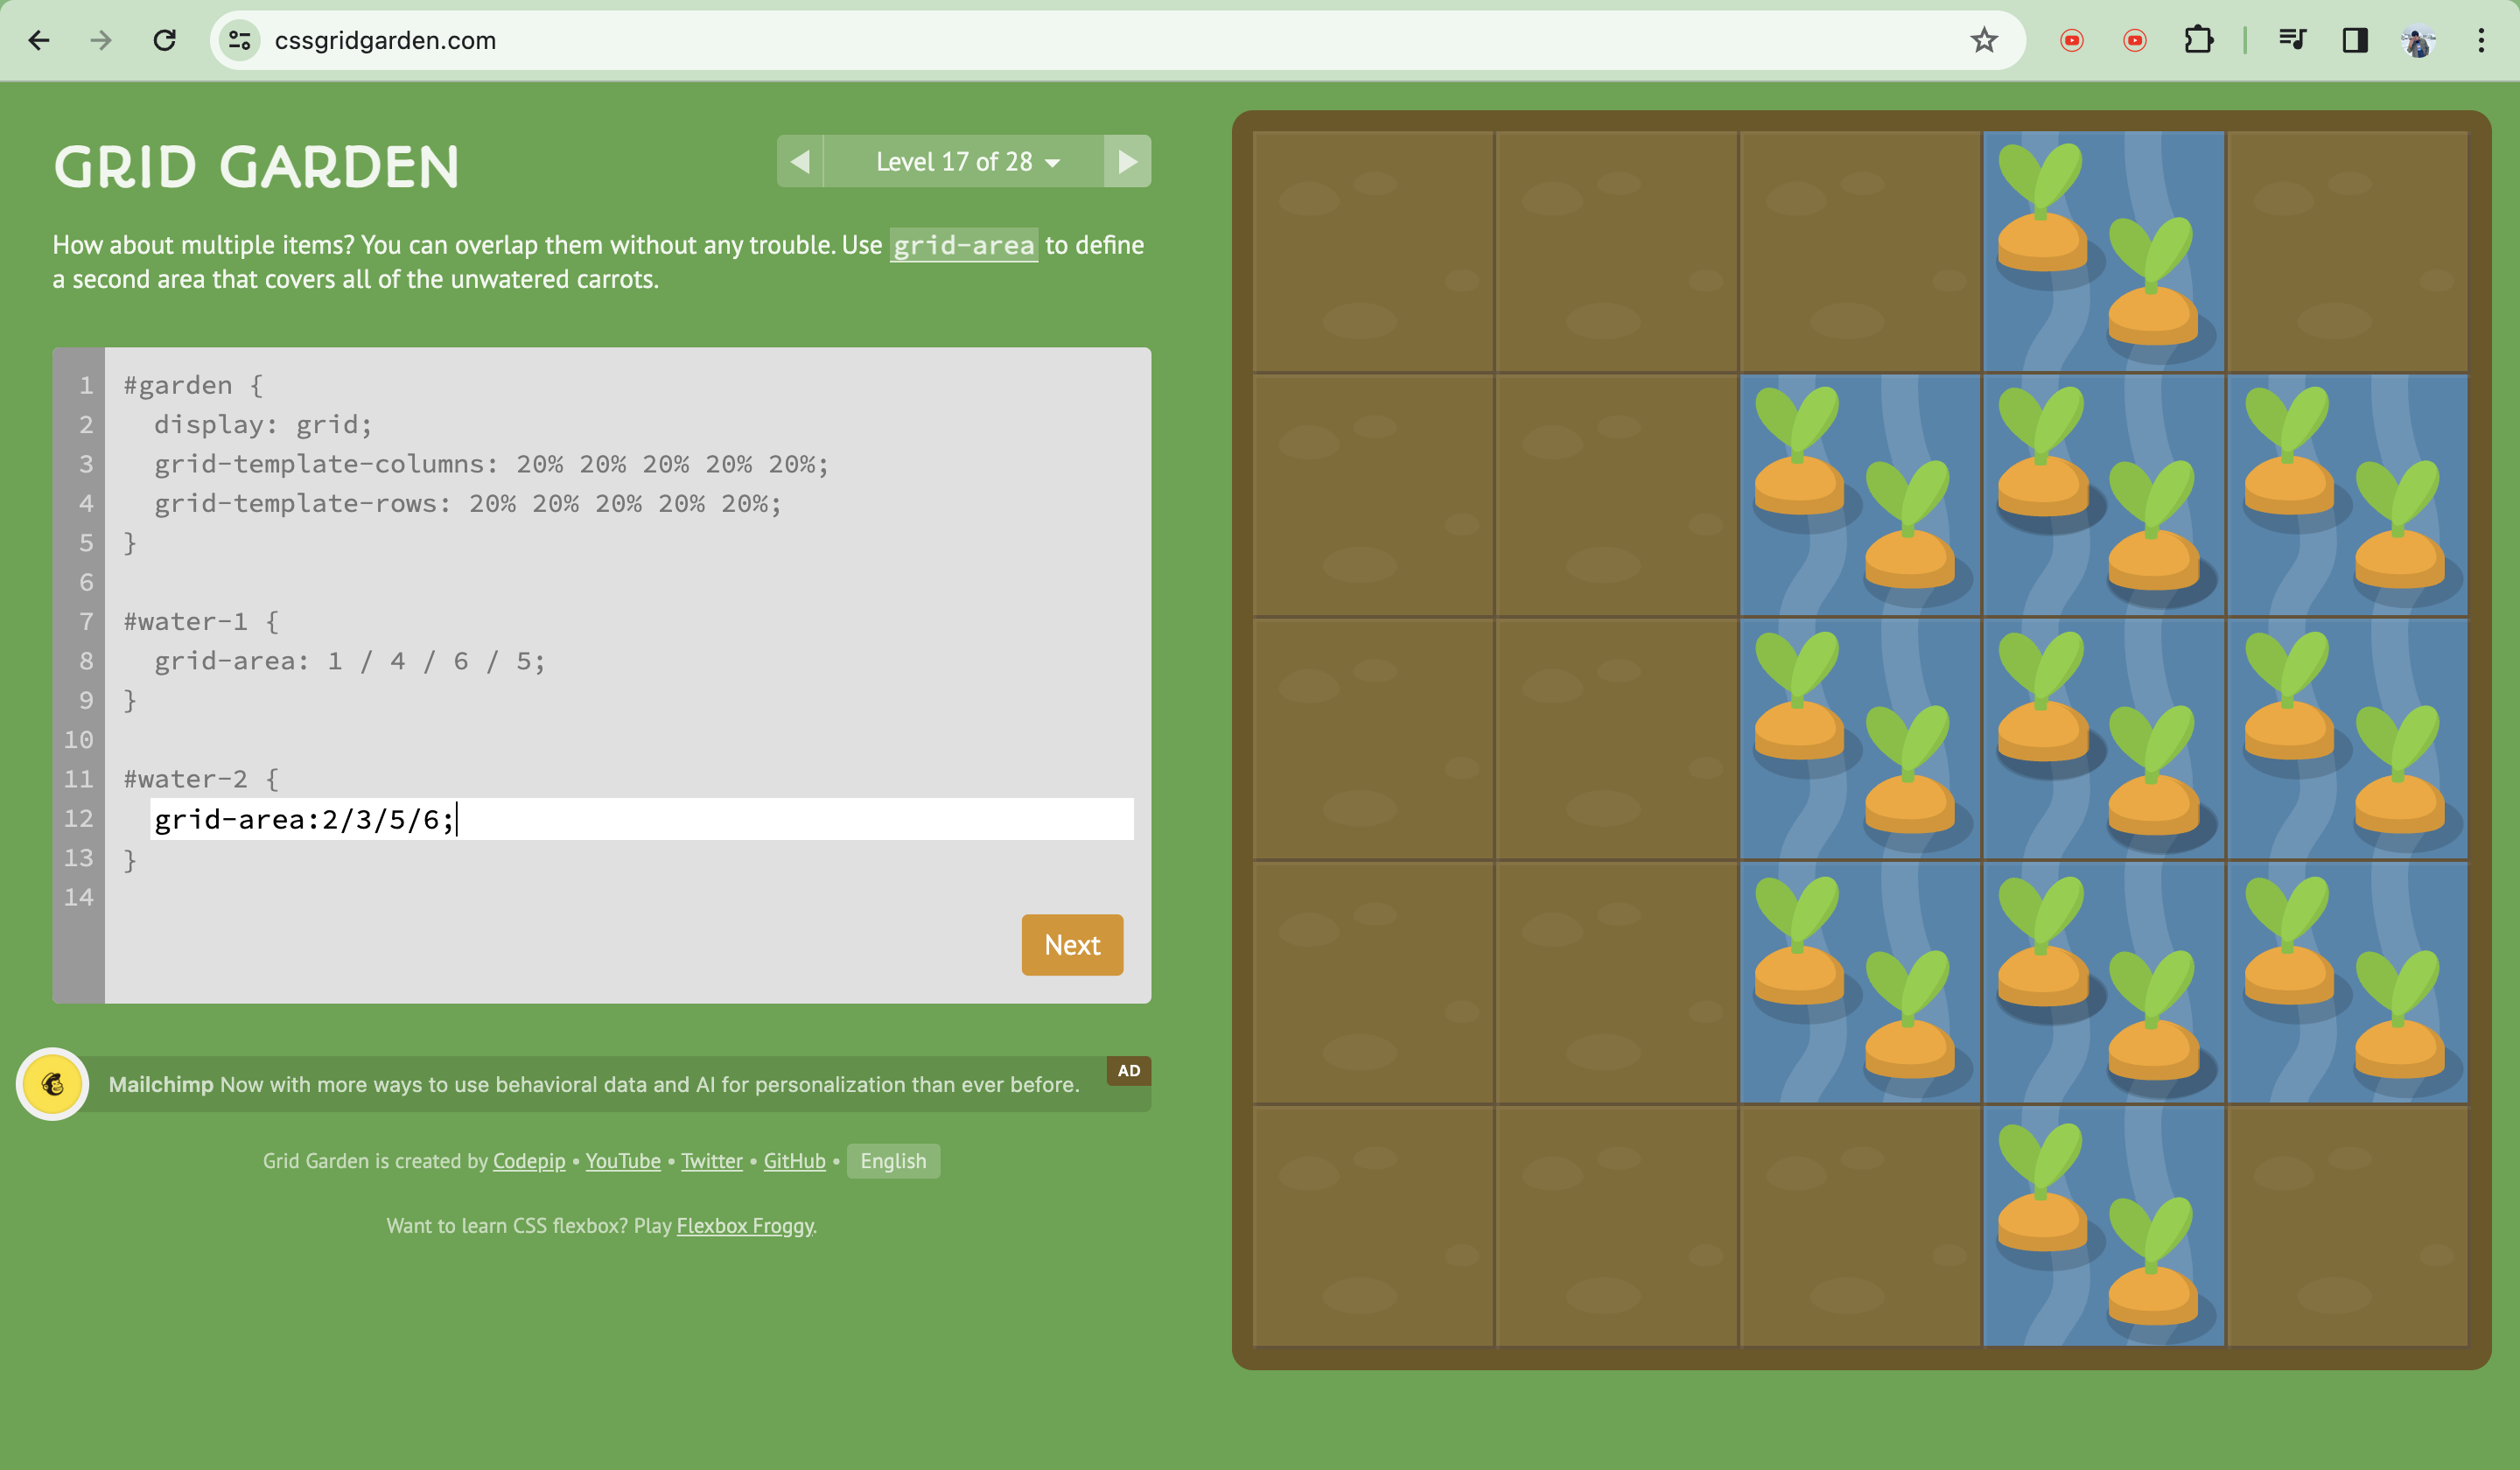 cssgridgarden.com
GRID GARDEN
Level 17 of 28
How about multiple items? You can overlap them without any trouble. Use grid-area to define
a second area that covers all of the unwatered carrots.
1 #garden {
2 display: grid;
3 grid-template-columns: 20% 20% 20% 20% 20%;
4 grid-template-rows: 20% 20% 20% 20% 20%;
5 }
6
7 #water-1 {
8 grid-area: 1 / 4 / 6 / 5;
9 }
10
11 #water-2 {
12 grid-area:2/3/5/6;
13 }
14
Next
Mailchimp Now with more ways to use behavioral data and AI for personalization than ever before.
AD
Grid Garden is created by Codepip • YouTube • Twitter • GitHub • English
Want to learn CSS flexbox? Play Flexbox Froggy.